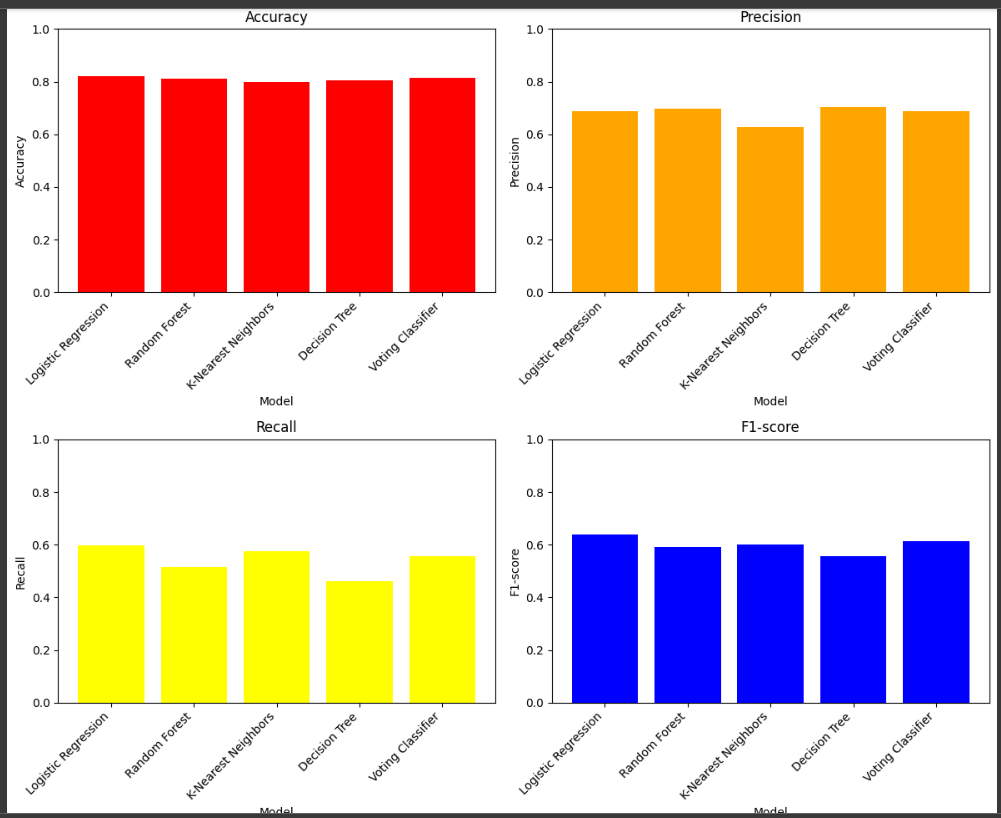 Accuracy
1.0
0.8
0.6
0.4
0.2
0.0
Accuracy
Logistic Regression
Random Forest
K-Nearest Neighbors
Decision Tree
Voting Classifier
Model
Precision
1.0
0.8
0.6
0.4
0.2
0.0
Precision
Logistic Regression
Random Forest
K-Nearest Neighbors
Decision Tree
Voting Classifier
Model
Recall
1.0
0.8
0.6
0.4
0.2
0.0
Recall
Logistic Regression
Random Forest
K-Nearest Neighbors
Decision Tree
Voting Classifier
Model
F1-score
1.0
0.8
0.6
0.4
0.2
0.0
F1-score
Logistic Regression
Random Forest
K-Nearest Neighbors
Decision Tree
Voting Classifier
Model